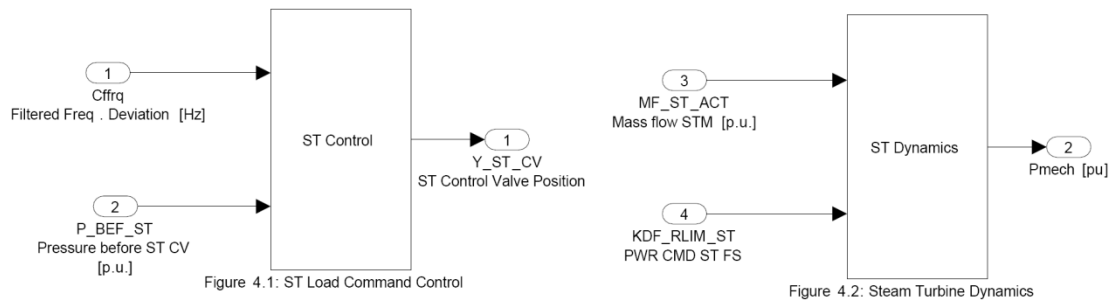 1
Cffrq
Filtered Freq . Deviation [Hz]
2
P_BEF_ST
Pressure before ST CV
[p.u.]
ST Control
1
Y_ST_CV
ST Control Valve Position
Figure 4.1: ST Load Command Control
3
MF_ST_ACT
Mass flow STM [p.u.]
4
KDF_RLIM_ST
PWR CMD ST FS
ST Dynamics
2
Pmech [pu]
Figure 4.2: Steam Turbine Dynamics